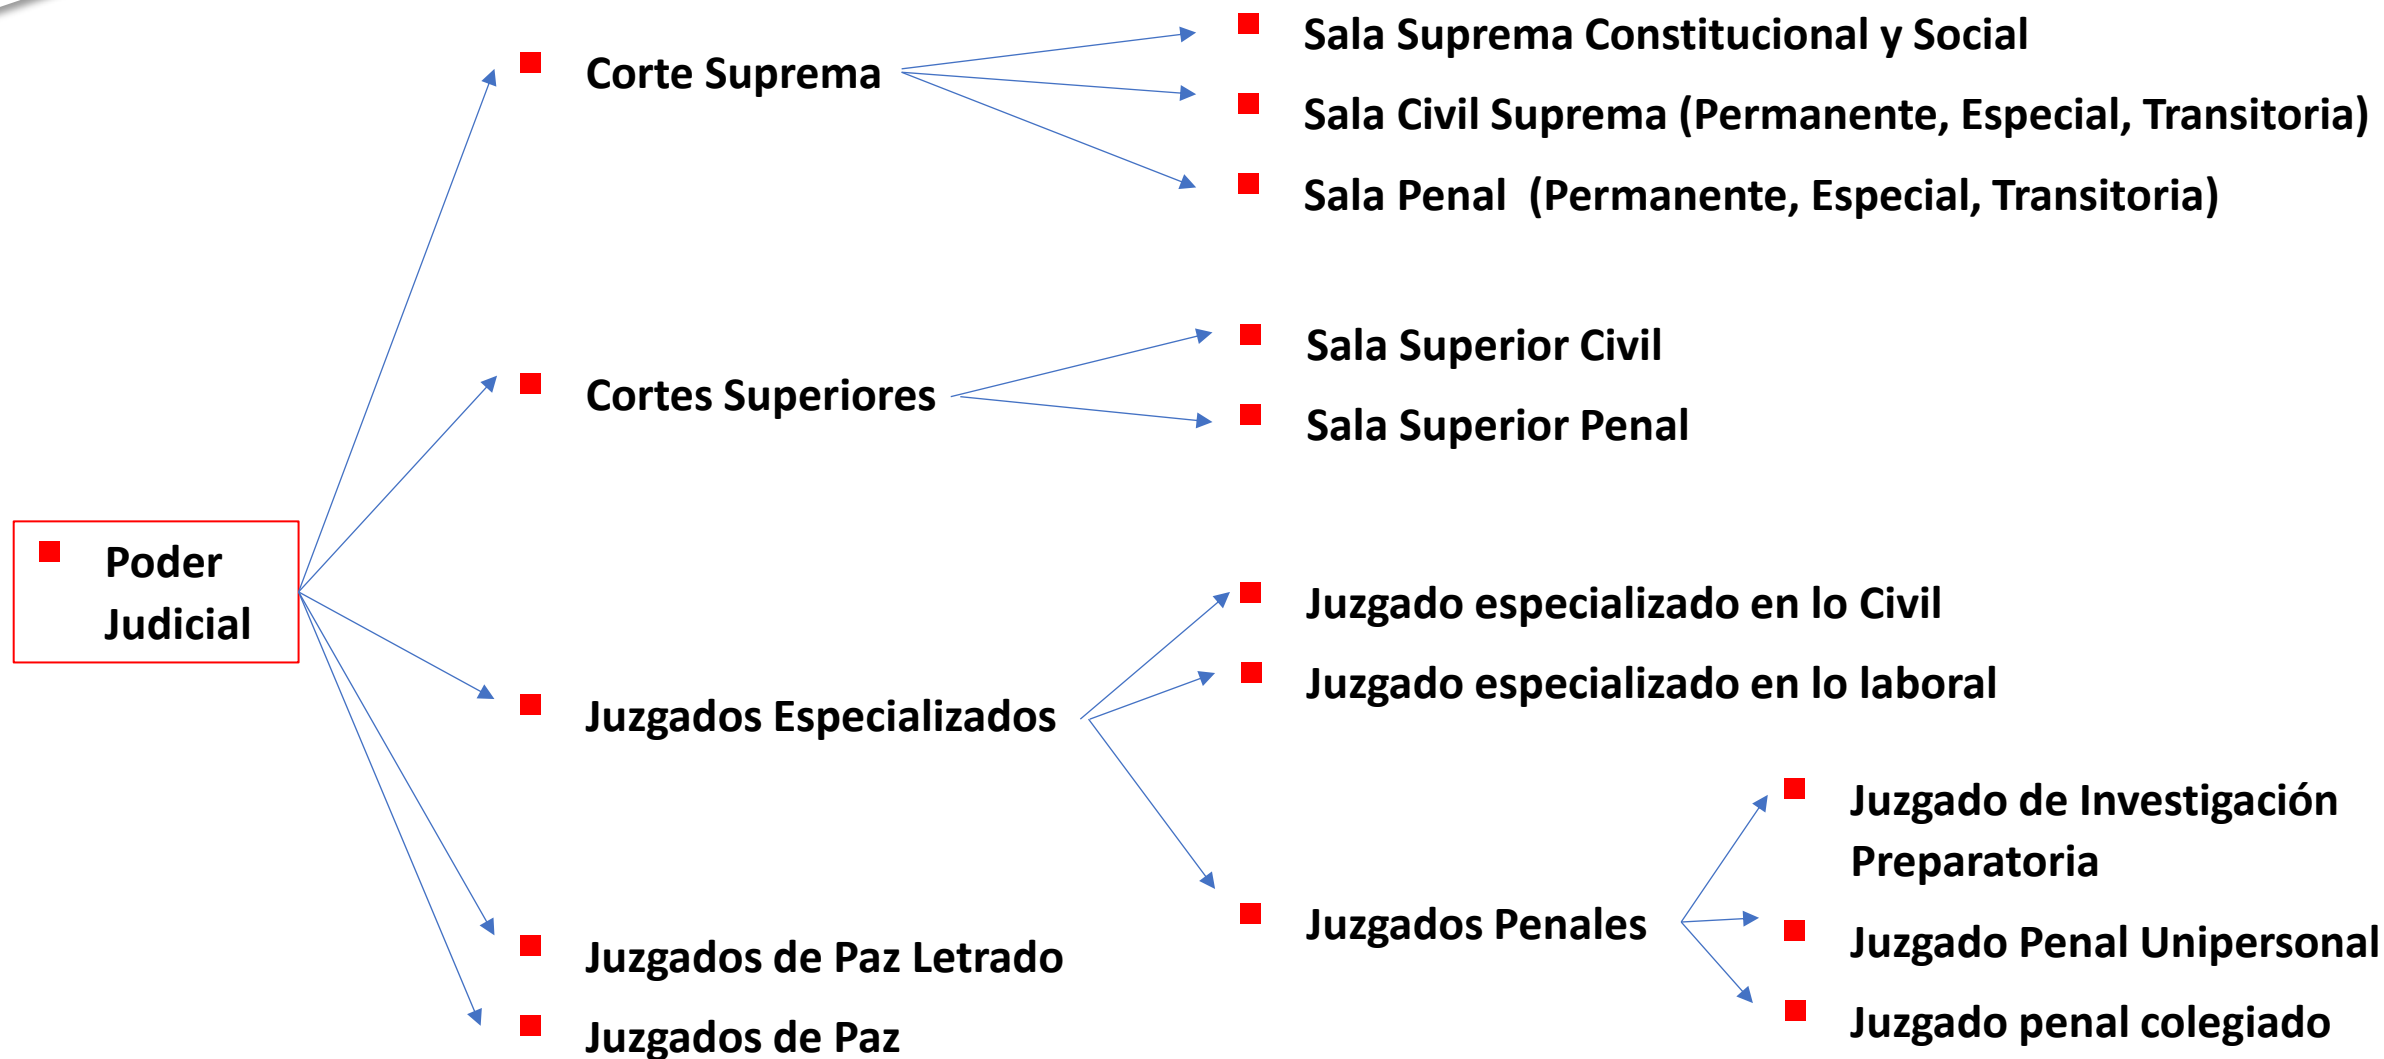 Poder
Judicial
Corte Suprema
Sala Suprema Constitucional y Social
Sala Civil Suprema (Permanente, Especial, Transitoria)
Sala Penal (Permanente, Especial, Transitoria)
Cortes Superiores
Sala Superior Civil
Sala Superior Penal
Juzgados Especializados
Juzgado especializado en lo Civil
Juzgado especializado en lo laboral
Juzgados Penales
Juzgado de Investigación
Preparatoria
Juzgado Penal Unipersonal
Juzgado penal colegiado
Juzgados de Paz Letrado
Juzgados de Paz